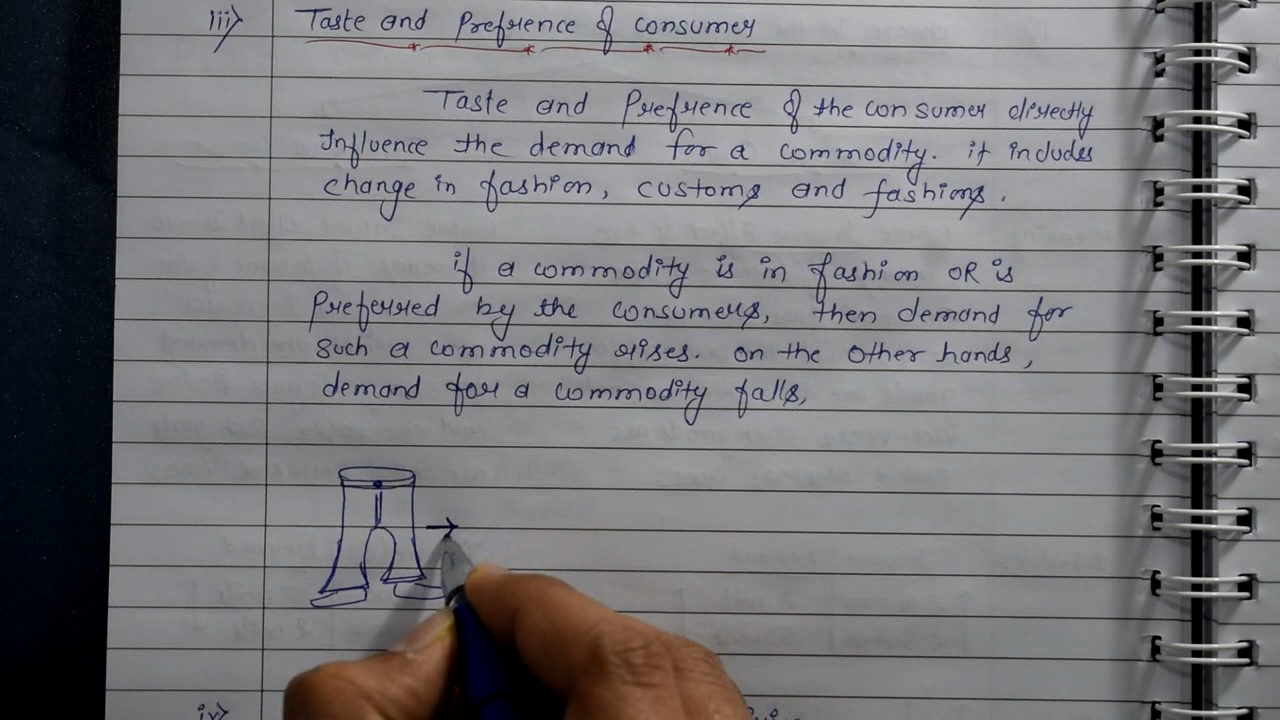 iii> Taste and Prefrence of consumer
Taste and Prefrence of the consumer directly
Influence the demand for a commodity. it includes
change in fashion, customs and fashions.
if a commodity is in fashion OR is
Preferred by the consumers, then demand for
such a commodity rises. on the other hands,
demand for a commodity falls,
iv>